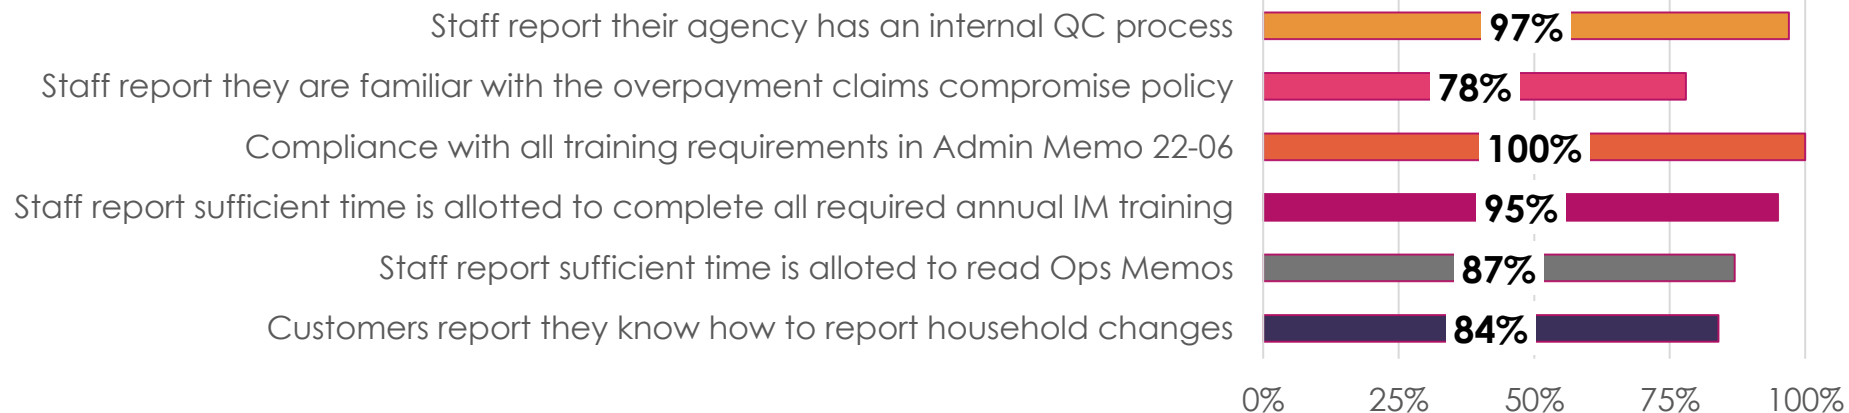 Staff report their agency has an internal QC process
97%
Staff report they are familiar with the overpayment claims compromise policy
78%
Compliance with all training requirements in Admin Memo 22-06
100%
Staff report sufficient time is allotted to complete all required annual IM training
95%
Staff report sufficient time is alloted to read Ops Memos
87%
Customers report they know how to report household changes
84%
0% 25% 50% 75% 100%